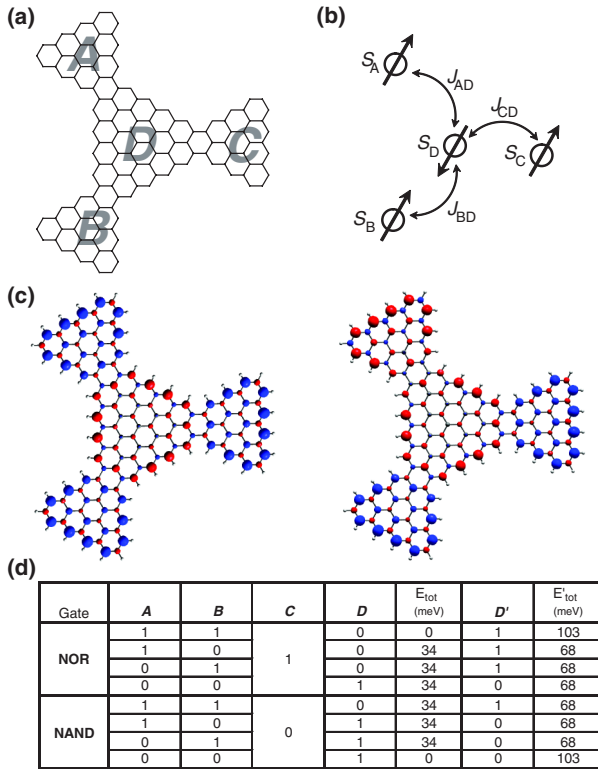 (a)
A
D
C
B
(b)
S_A
J_AD
J_CD
S_D
S_C
S_B
J_BD
(c)
(d)
Gate A B C D E_tot (meV) D' E'_tot (meV)
NOR 1 1 1 0 0 1 103
1 0 0 34 1 68
0 1 0 34 1 68
0 0 1 34 0 68
NAND 1 1 0 0 34 1 68
1 0 1 34 0 68
0 1 1 34 0 68
0 0 1 0 0 103